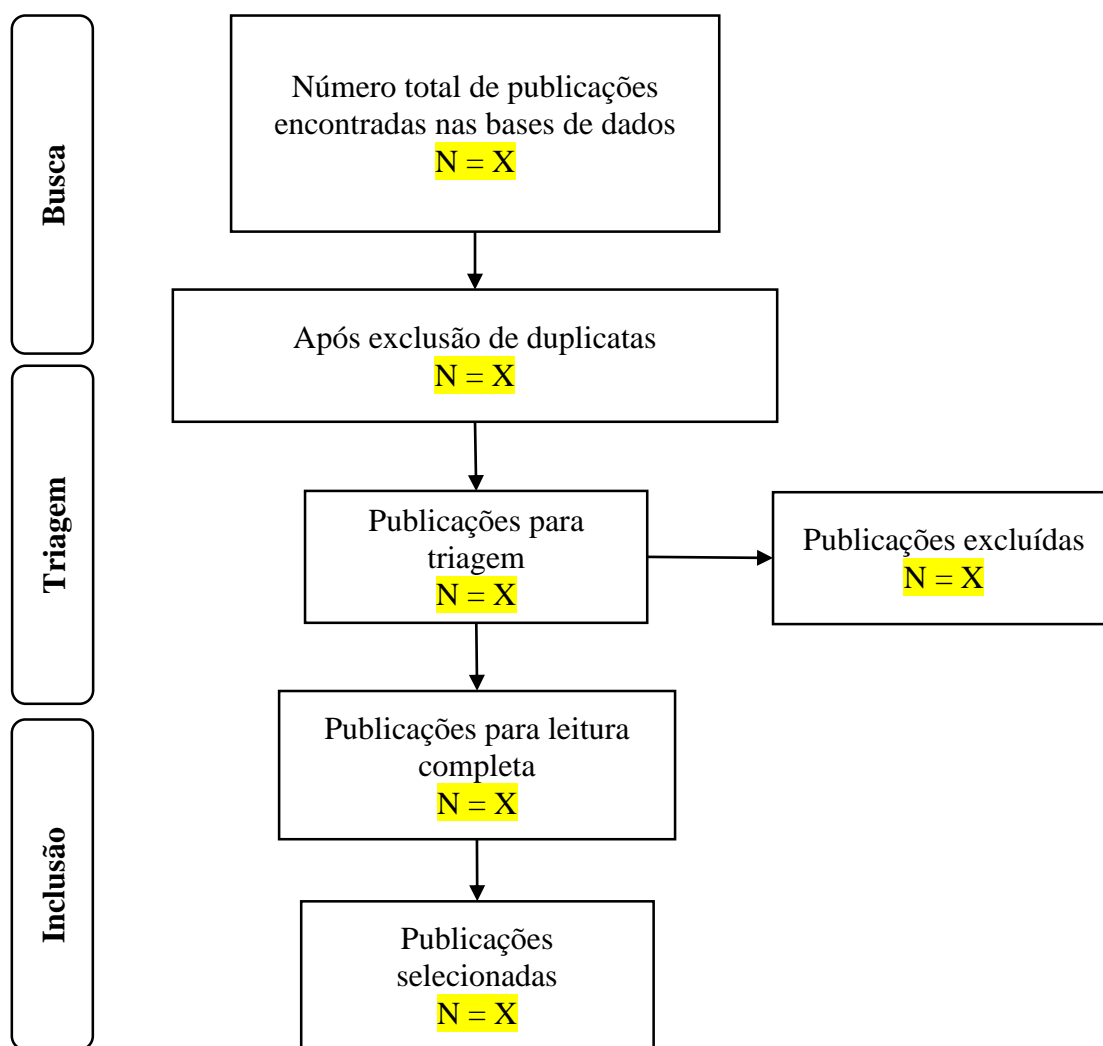 Busca
Número total de publicações
encontradas nas bases de dados
N = X
Após exclusão de duplicatas
N = X
Triagem
Publicações para
triagem
N = X
Publicações excluídas
N = X
Inclusão
Publicações para leitura
completa
N = X
Publicações
selecionadas
N = X